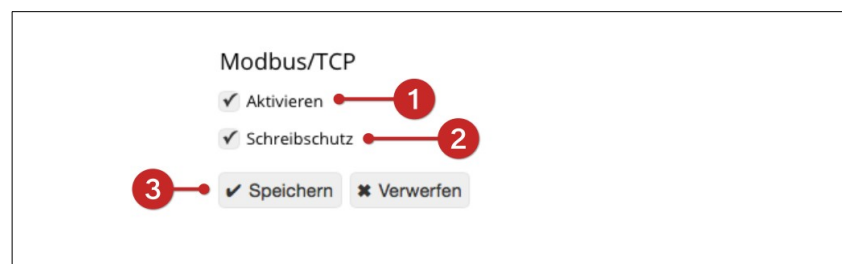 Modbus/TCP
Aktivieren 1
Schreibschutz 2
3 Speichern Verwerfen